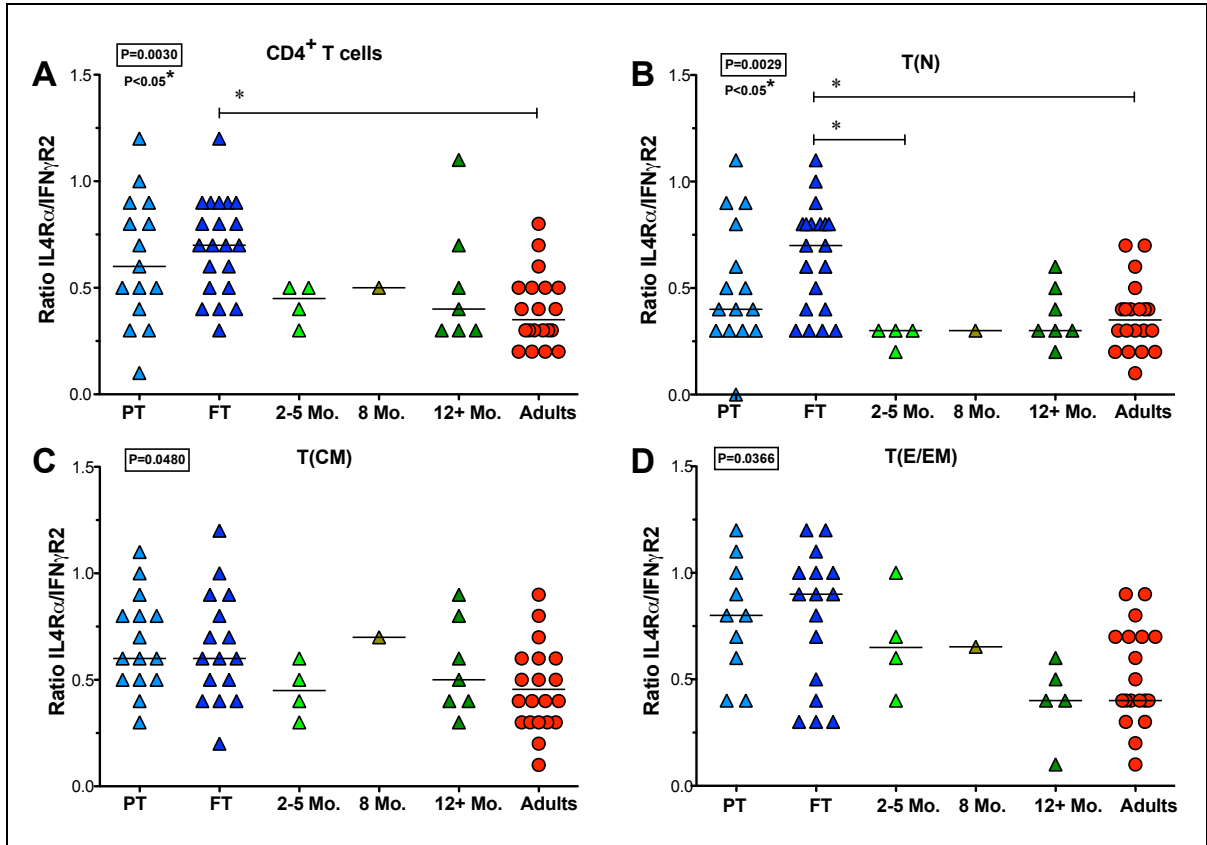 A
P=0.0030
P<0.05*
CD4+ T cells
*
Ratio IL4Rα/IFNγR2
1.5
1.0
0.5
0.0
PT FT 2-5 Mo. 8 Mo. 12+ Mo. Adults
B
P=0.0029
P<0.05*
T(N)
*
*
Ratio IL4Rα/IFNγR2
1.5
1.0
0.5
0.0
PT FT 2-5 Mo. 8 Mo. 12+ Mo. Adults
C
P=0.0480
T(CM)
Ratio IL4Rα/IFNγR2
1.5
1.0
0.5
0.0
PT FT 2-5 Mo. 8 Mo. 12+ Mo. Adults
D
P=0.0366
T(E/EM)
Ratio IL4Rα/IFNγR2
1.5
1.0
0.5
0.0
PT FT 2-5 Mo. 8 Mo. 12+ Mo. Adults